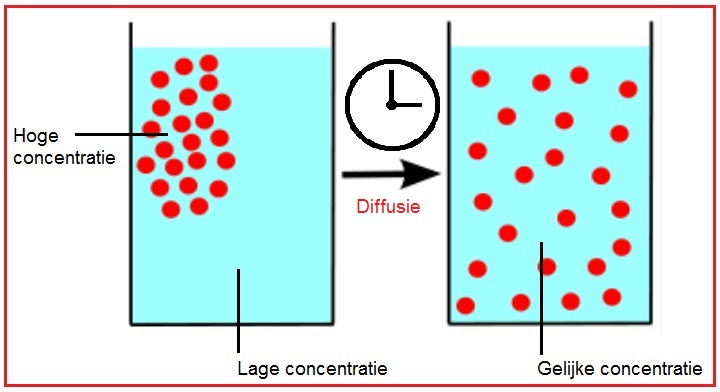 Hoge
concentratie
Diffusie
Lage concentratie
Gelijke concentratie